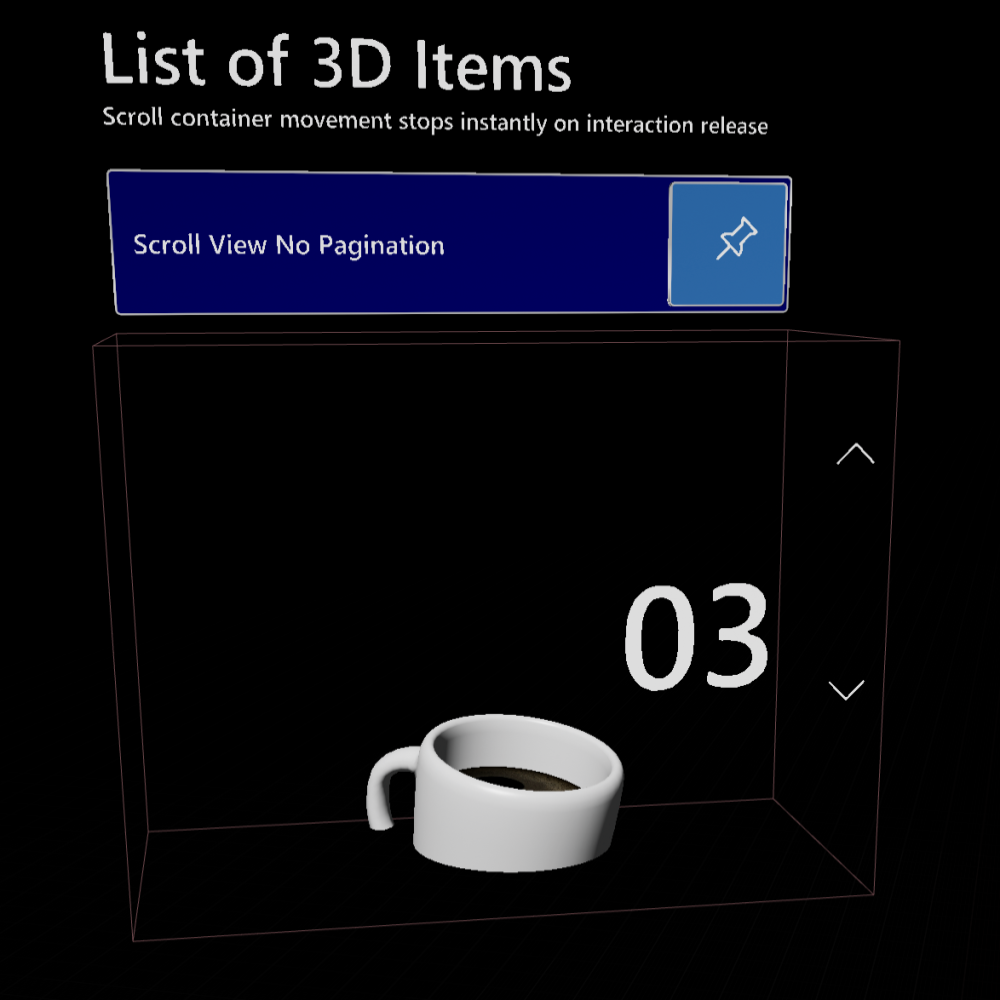 List of 3D Items
Scroll container movement stops instantly on interaction release
Scroll View No Pagination
03